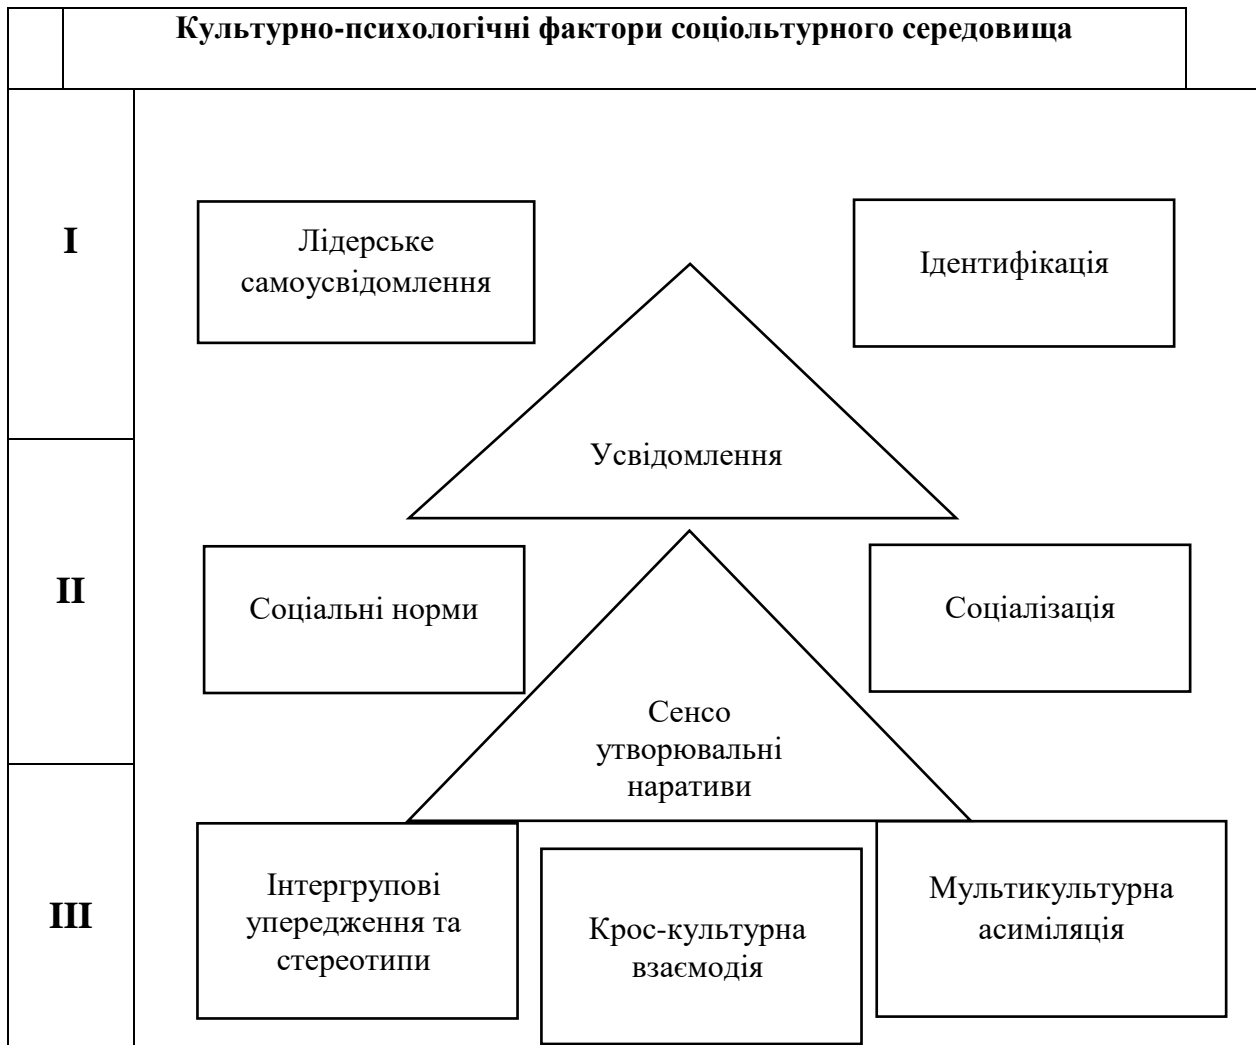 Культурно-психологічні фактори соціольтурного середовища
I
Лідерське
самоусвідомлення
Ідентифікація
Усвідомлення
II
Соціальні норми
Соціалізація
Сенсо
утворювальні
наративи
III
Інтергрупові
упередження та
стереотипи
Крос-культурна
взаємодія
Мультикультурна
асиміляція